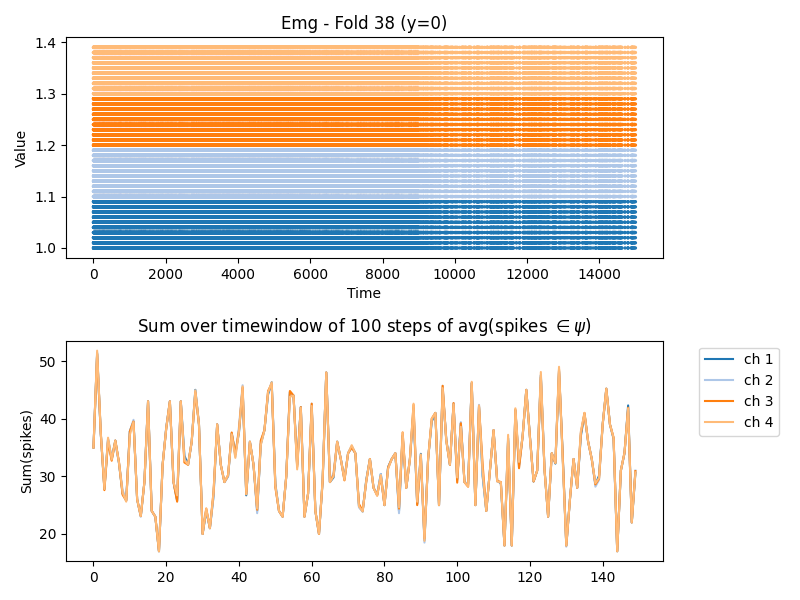 Emg - Fold 38 (y=0)
Value
1.4
1.3
1.2
1.1
1.0
0 2000 4000 6000 8000 10000 12000 14000
Time
Sum over timewindow of 100 steps of avg(spikes ∈ ψ)
Sum(spikes)
50
40
30
20
0 20 40 60 80 100 120 140
ch 1
ch 2
ch 3
ch 4